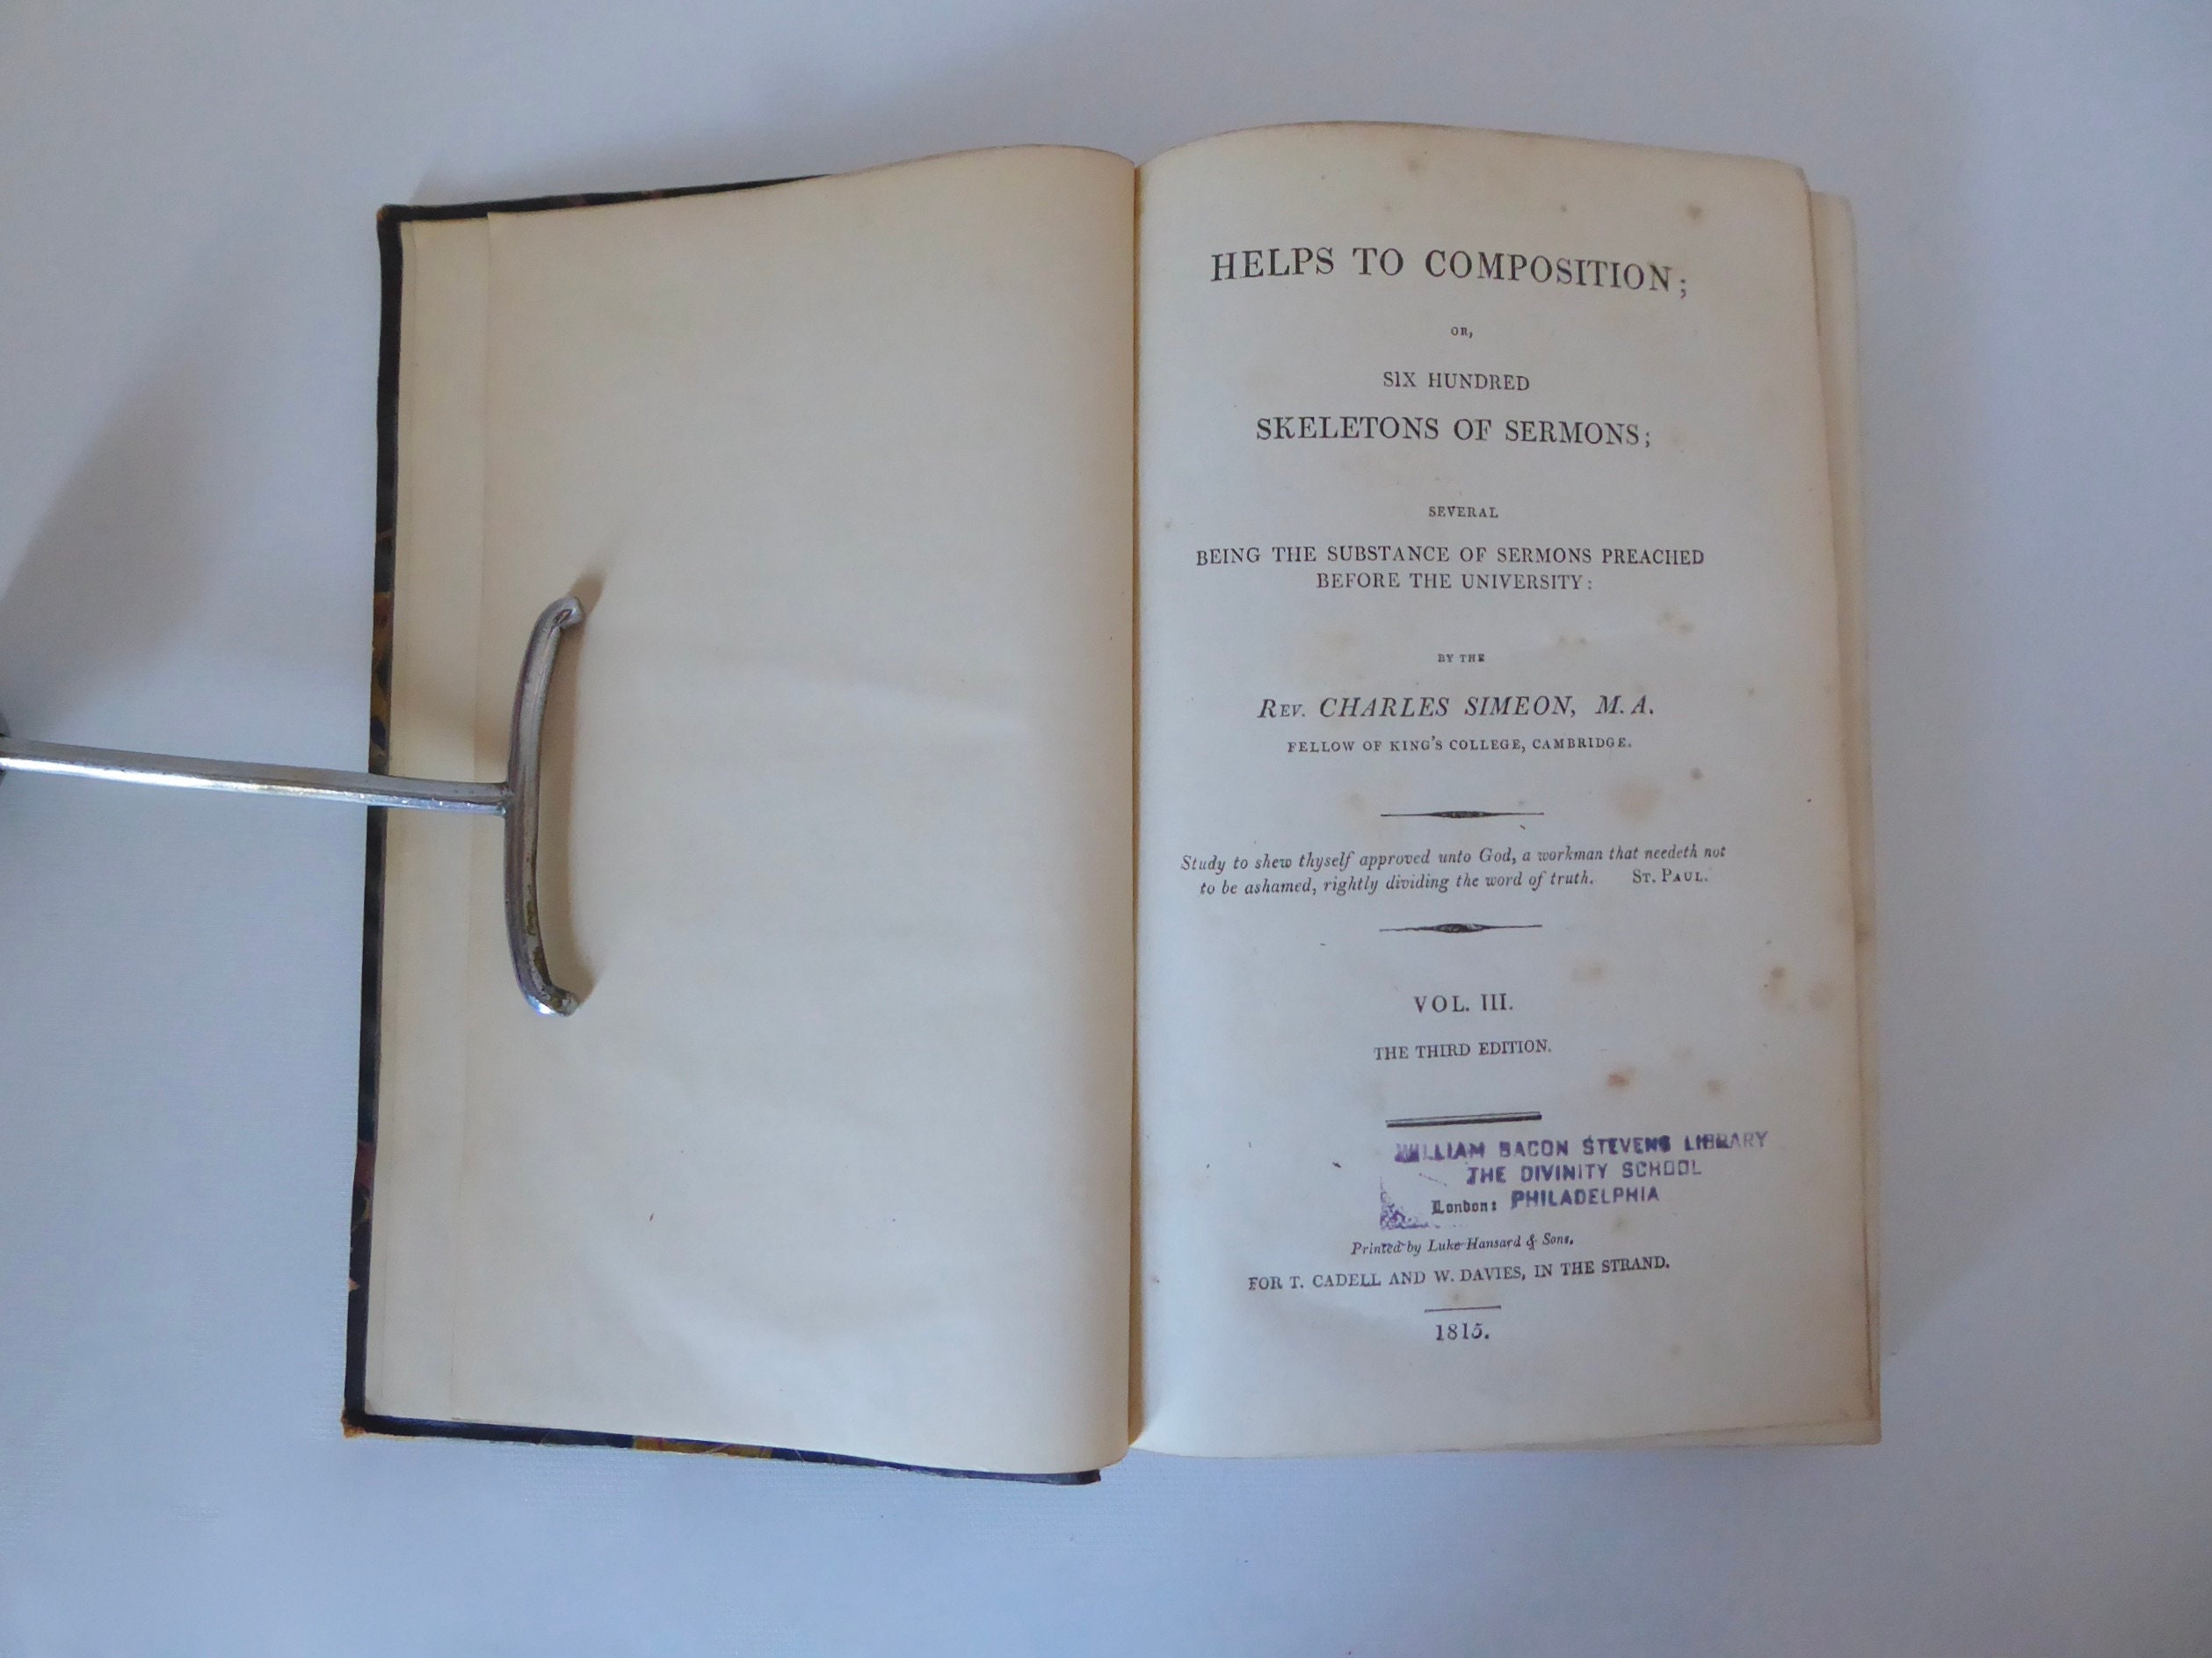 HELPS TO COMPOSITION;
OR,
SIX HUNDRED
SKELETONS OF SERMONS;
SEVERAL
BEING THE SUBSTANCE OF SERMONS PREACHED
BEFORE THE UNIVERSITY:
BY THE
REV. CHARLES SIMEON, M.A.
FELLOW OF KING'S COLLEGE, CAMBRIDGE.
Study to shew thyself approved unto God, a workman that needeth not
to be ashamed, rightly dividing the word of truth. ST. PAUL.
VOL. III.
THE THIRD EDITION.
WILLIAM BACON STEVENS LIBRARY
THE DIVINITY SCHOOL
PHILADELPHIA
London:
Printed by Luke Hansard & Sons,
FOR T. CADELL AND W. DAVIES, IN THE STRAND.
1815.